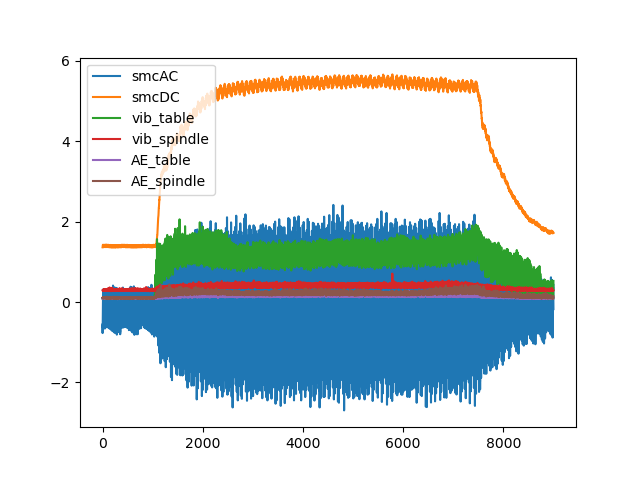 6
4
2
0
−2
0
2000
4000
6000
8000
smcAC
smcDC
vib_table
vib_spindle
AE_table
AE_spindle